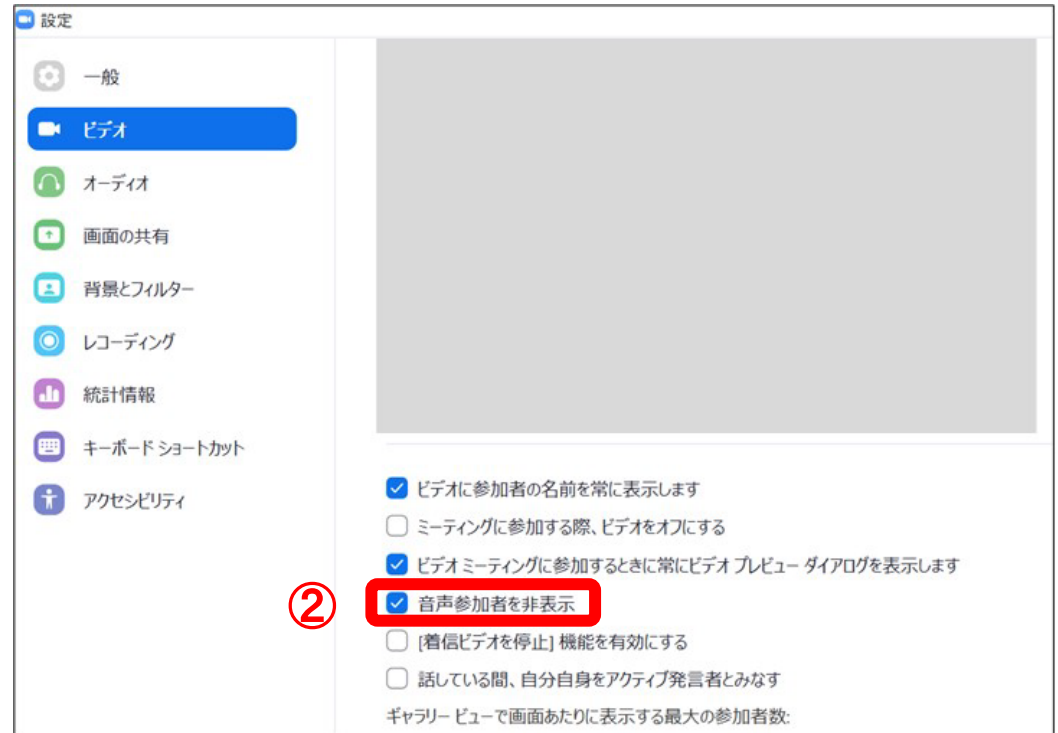 設定
一般
ビデオ
オーディオ
画面の共有
背景とフィルター
レコーディング
統計情報
キーボード ショートカット
アクセシビリティ
ビデオに参加者の名前を常に表示します
ミーティングに参加する際、ビデオをオフにする
ビデオ ミーティングに参加するときに常にビデオ プレビュー ダイアログを表示します
② 音声参加者を非表示
[着信ビデオを停止] 機能を有効にする
話している間、自分自身をアクティブ発言者とみなす
ギャラリー ビューで画面あたりに表示する最大の参加者数: